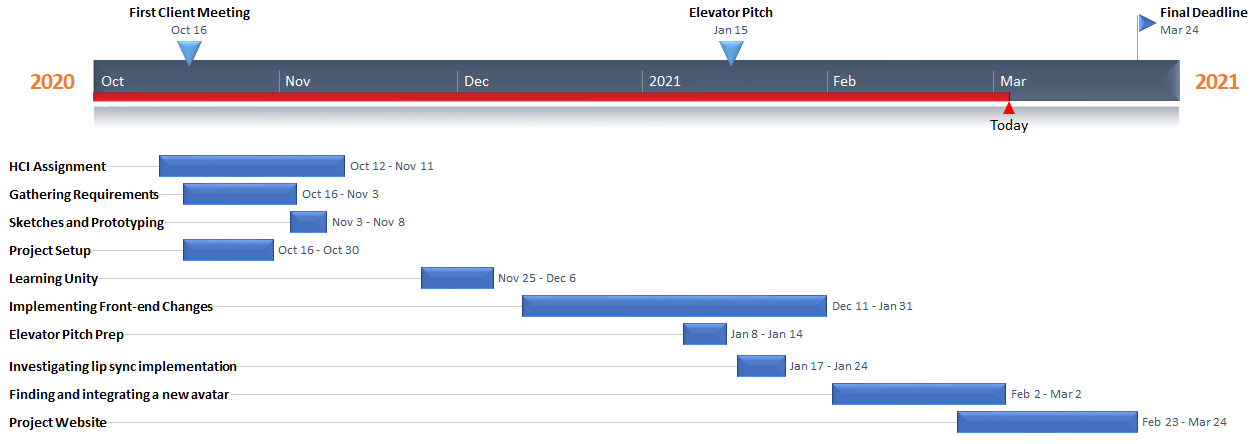 First Client Meeting
Oct 16
Elevator Pitch
Jan 15
Final Deadline
Mar 24
2020
Oct
Nov
Dec
2021
Feb
Mar
2021
Today
HCI Assignment
Oct 12 - Nov 11
Gathering Requirements
Oct 16 - Nov 3
Sketches and Prototyping
Nov 3 - Nov 8
Project Setup
Oct 16 - Oct 30
Learning Unity
Nov 25 - Dec 6
Implementing Front-end Changes
Dec 11 - Jan 31
Elevator Pitch Prep
Jan 8 - Jan 14
Investigating lip sync implementation
Jan 17 - Jan 24
Finding and integrating a new avatar
Feb 2 - Mar 2
Project Website
Feb 23 - Mar 24